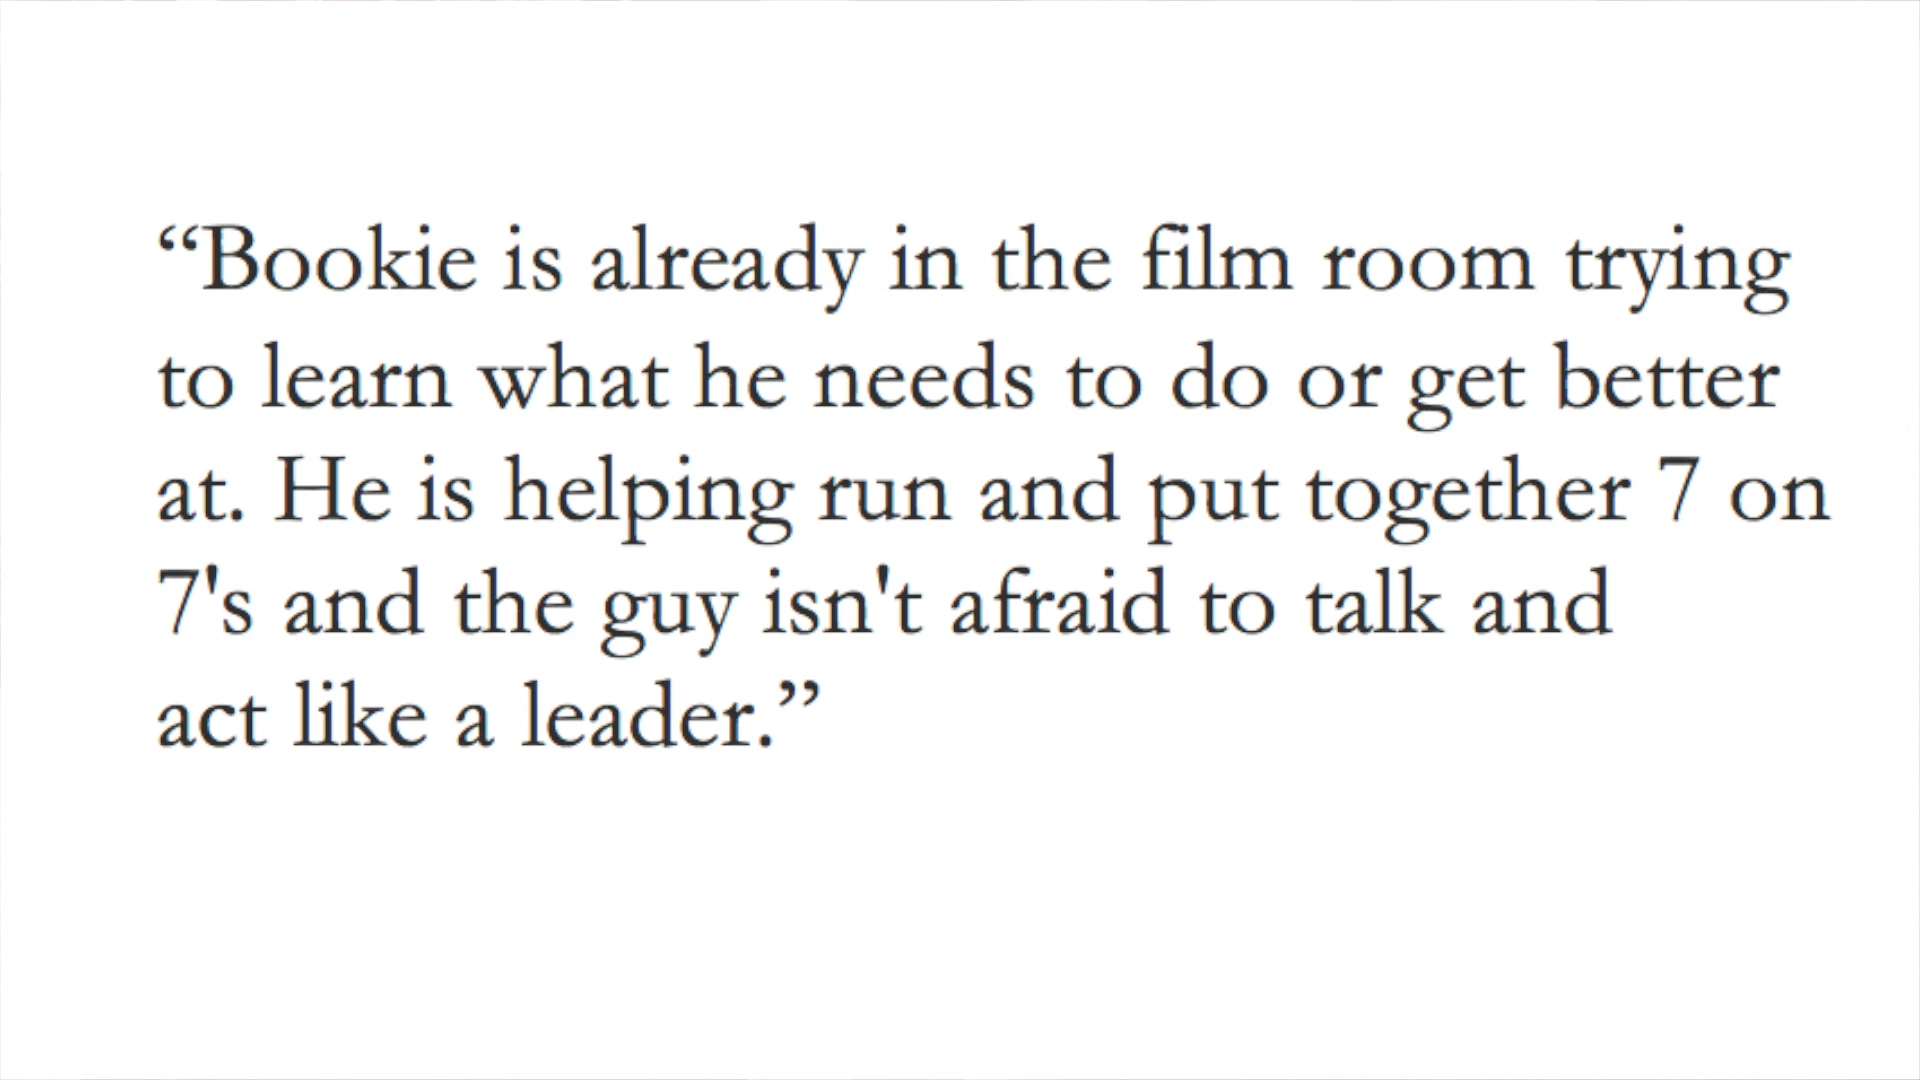 “Bookie is already in the film room trying
to learn what he needs to do or get better
at. He is helping run and put together 7 on
7's and the guy isn't afraid to talk and
act like a leader.”